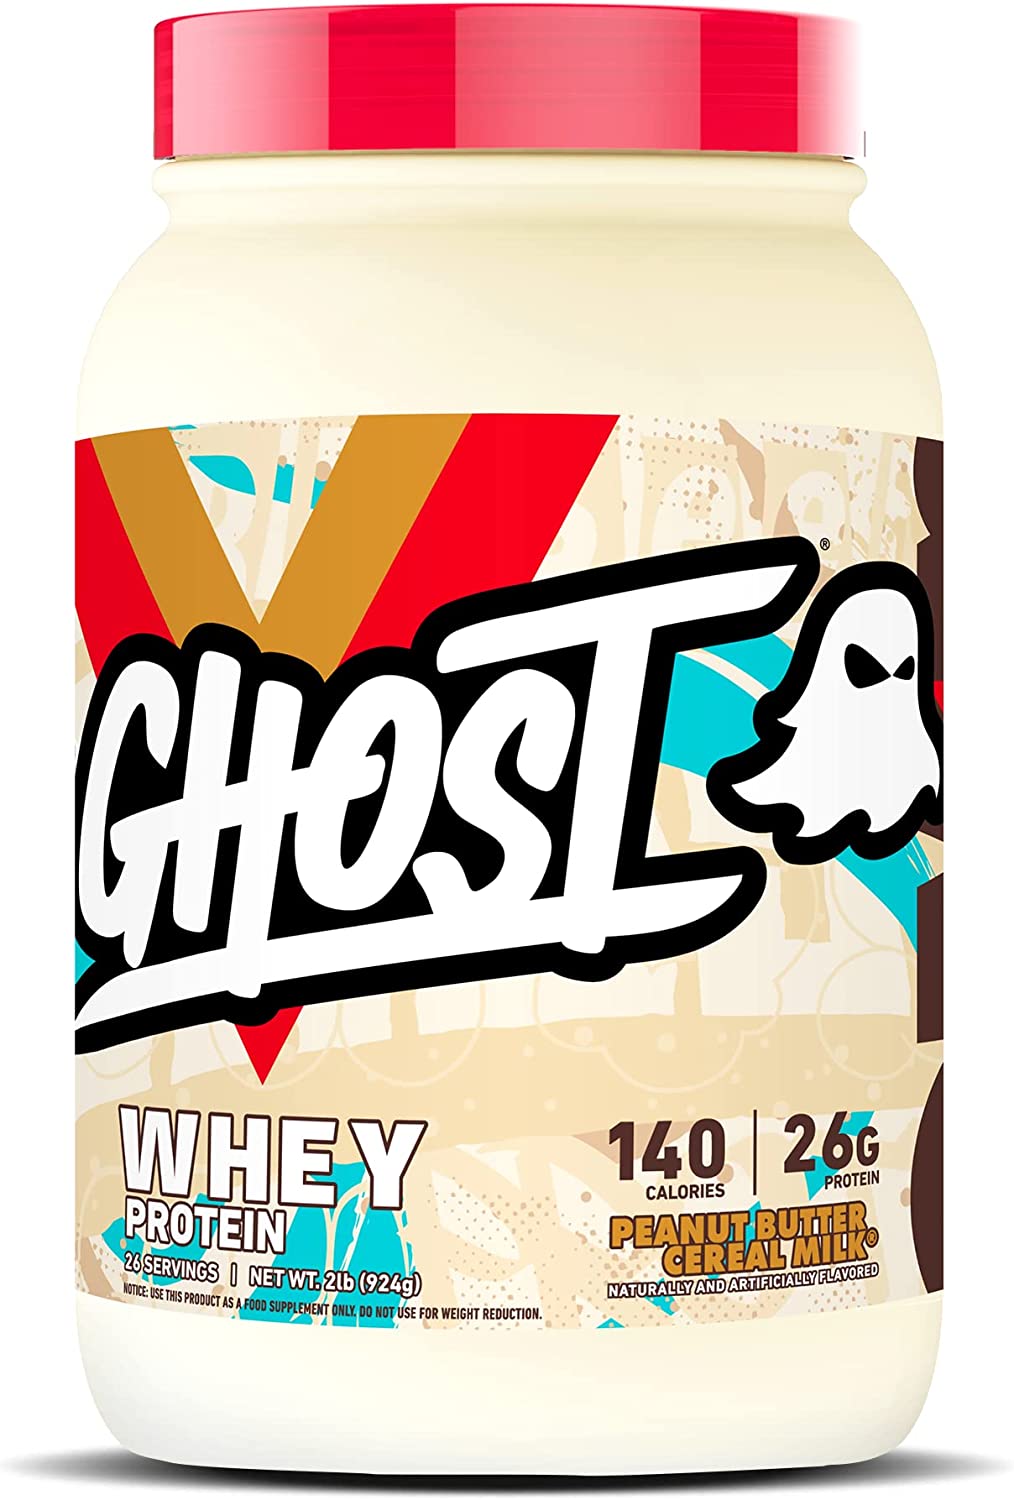 GHOST®
WHEY
PROTEIN
26 SERVINGS | NET WT. 2lb (924g)
NOTICE: USE THIS PRODUCT AS A FOOD SUPPLEMENT ONLY. DO NOT USE FOR WEIGHT REDUCTION.
140 | 26G
CALORIES PROTEIN
PEANUT BUTTER
CEREAL MILK®
NATURALLY AND ARTIFICIALLY FLAVORED